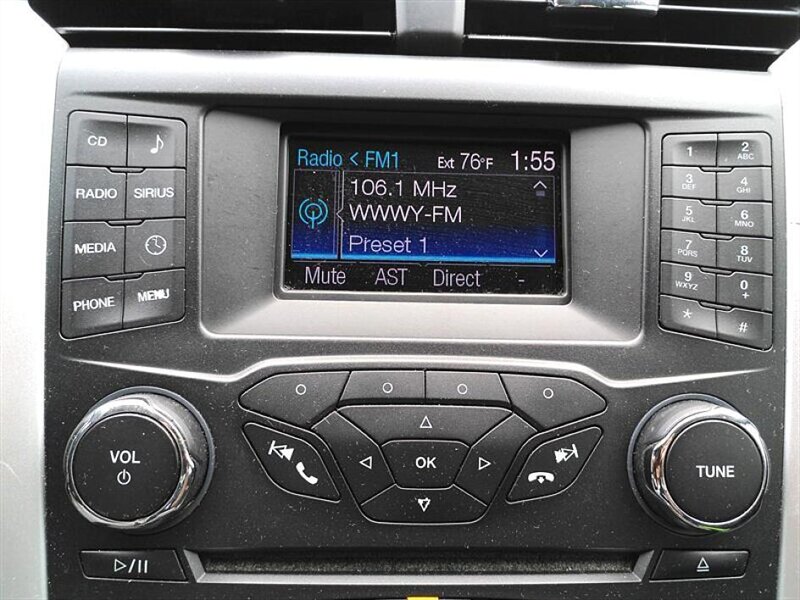 CD
RADIO SIRIUS
MEDIA
PHONE MENU
Radio < FM1 Ext 76°F 1:55
106.1 MHz
WWWY-FM
Preset 1
Mute AST Direct -
1 2 ABC
3 DEF 4 GHI
5 JKL 6 MNO
7 PQRS 8 TUV
9 WXYZ 0 +
* #
VOL
OK
TUNE